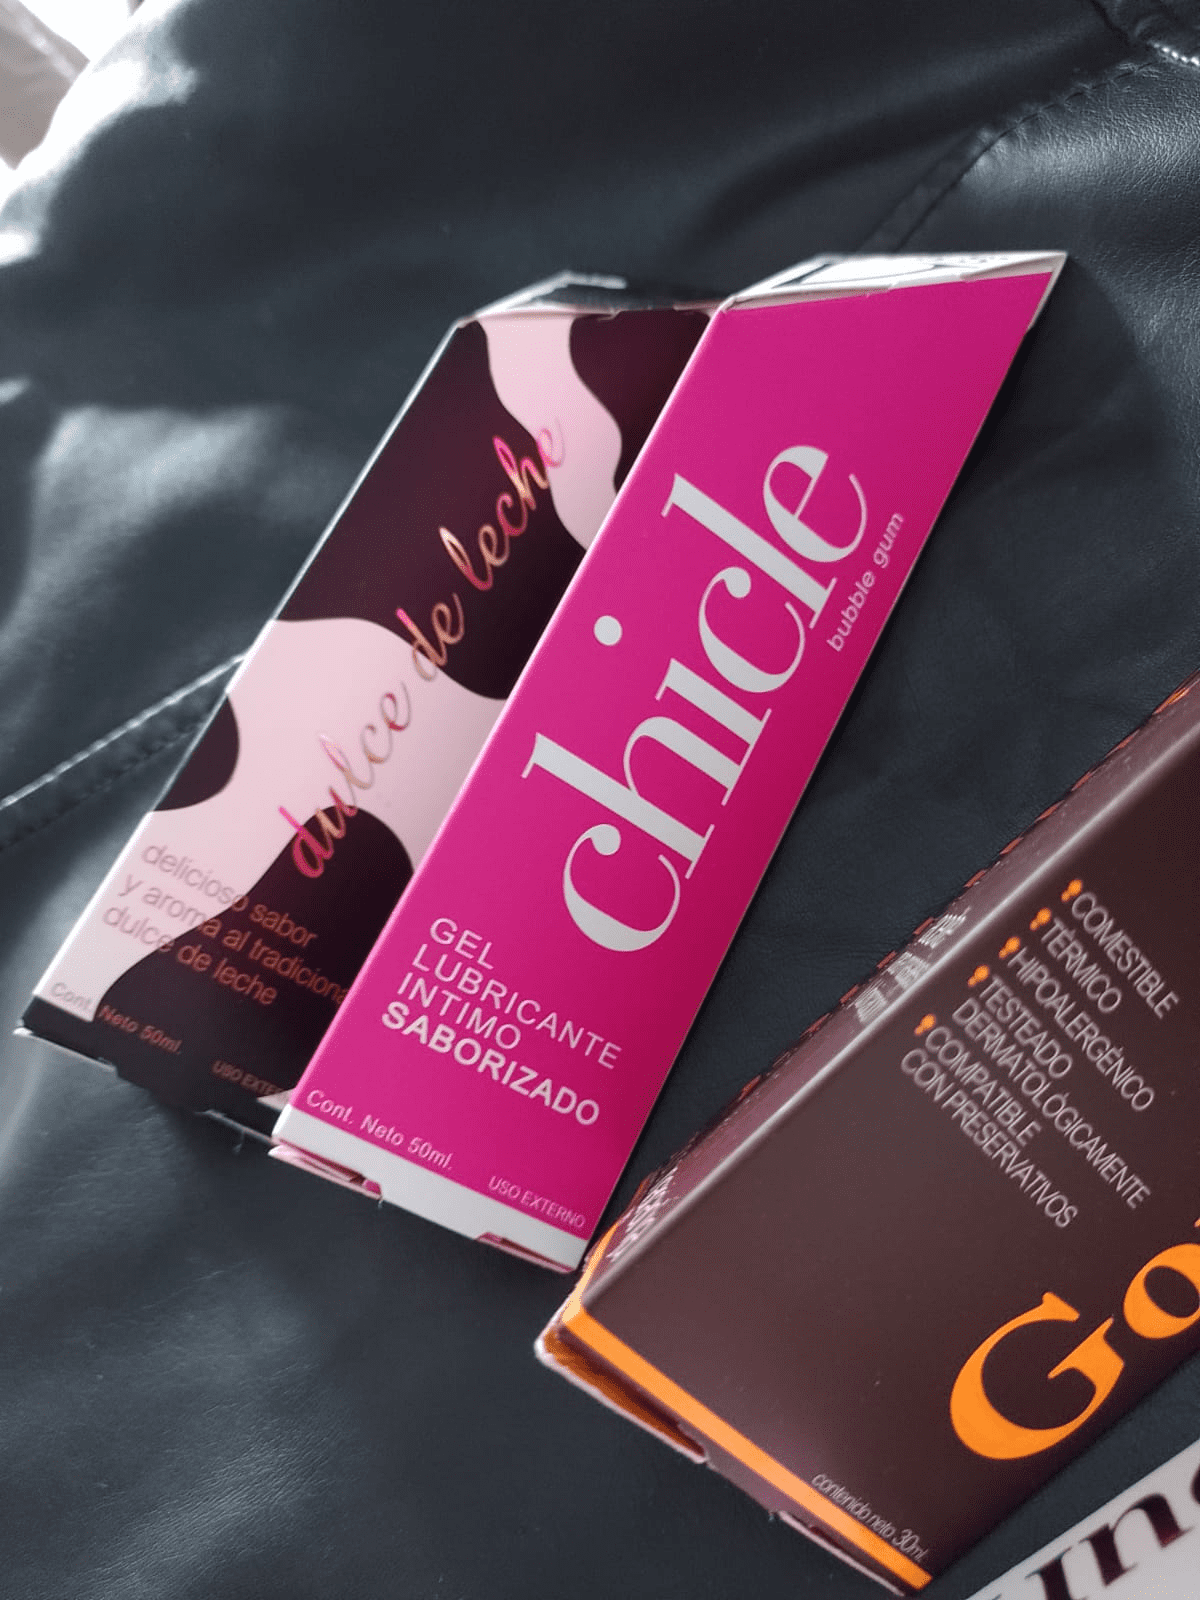 dulce de leche
delicioso sabor
y aroma al tradicional
dulce de leche
Cont. Neto 50ml.
USO EXTE
chicle
bubble gum
GEL
LUBRICANTE
INTIMO
SABORIZADO
Cont. Neto 50ml.
USO EXTERNO
COMESTIBLE
TÉRMICO
HIPOALERGÉNICO
TESTEADO
DERMATOLÓGICAMENTE
COMPATIBLE
CON PRESERVATIVOS
Go
contenido neto 30ml.